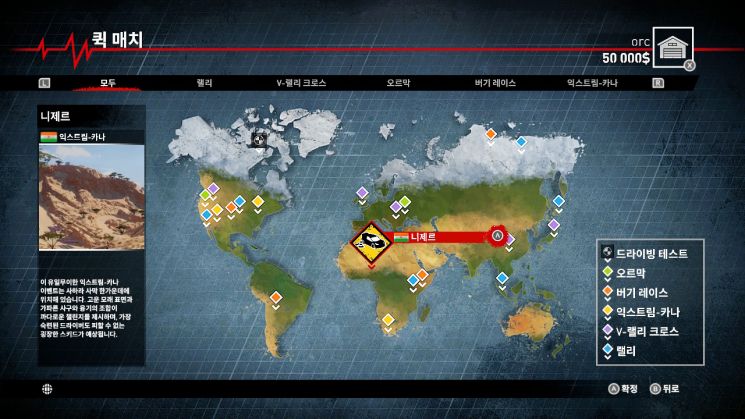 퀵 매치
orc
50 000$
X
L
모두
랠리
V-랠리 크로스
오르막
버기 레이스
익스트림-카나
R
니제르
익스트림-카나
이 유일무이한 익스트림-카나
이벤트는 사하라 사막 한가운데에
위치해 있습니다. 고운 모래 표면과
가파른 사구와 융기의 조합이
까다로운 챌린지를 제시하며, 가장
숙련된 드라이버도 피할 수 없는
굉장한 스키드가 예상됩니다.
니제르
A
드라이빙 테스트
오르막
버기 레이스
익스트림-카나
V-랠리 크로스
랠리
A 확정
B 뒤로